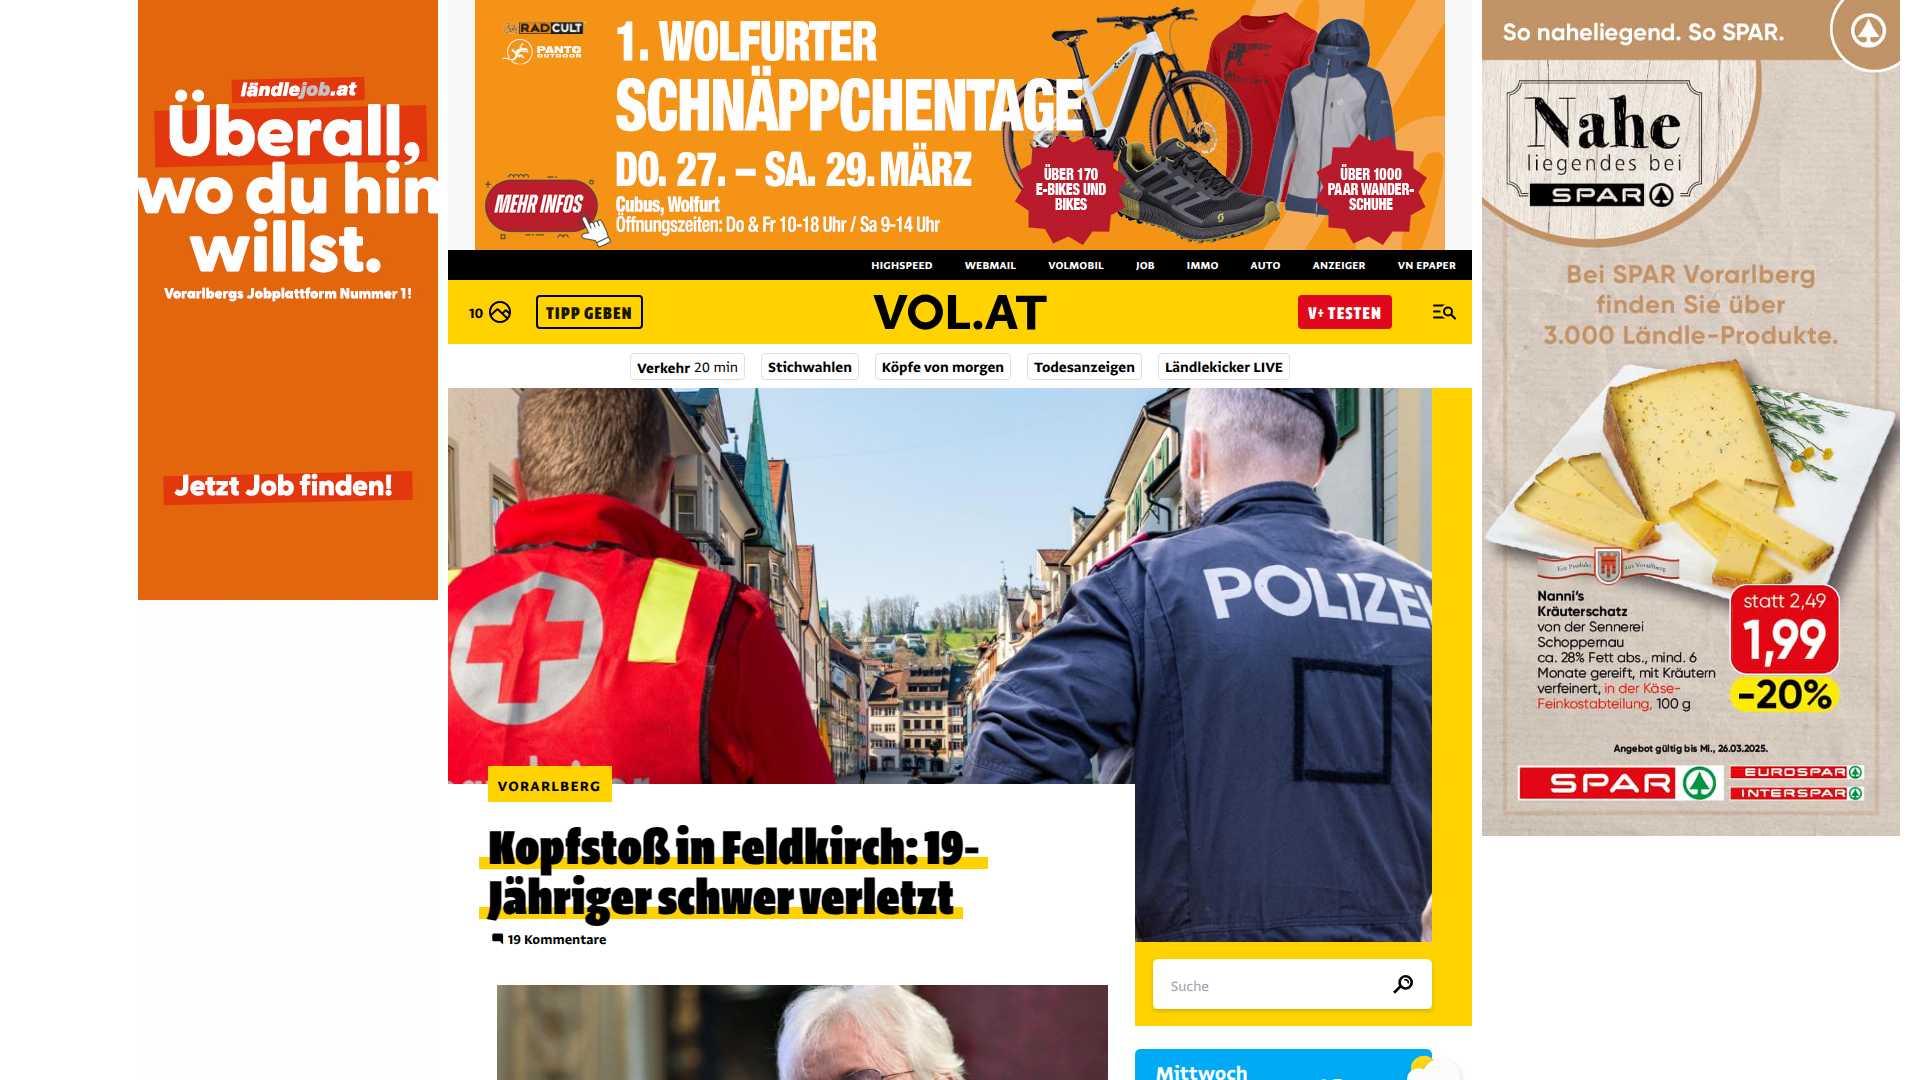 ländlejob.at
Überall,
wo du hin
willst.
Vorarlbergs Jobplattform Nummer 1!
Jetzt Job finden!
RADCULT
PANTO
OUTDOOR
1. WOLFURTER
SCHNÄPPCHENTAGE
DO. 27. – SA. 29. MÄRZ
MEHR INFOS
Cubus, Wolfurt
Öffnungszeiten: Do & Fr 10-18 Uhr / Sa 9-14 Uhr
ÜBER 170
E-BIKES UND
BIKES
ÜBER 1000
PAAR WANDER-
SCHUHE
HIGHSPEED WEBMAIL VOLMOBIL JOB IMMO AUTO ANZEIGER VN EPAPER
10 TIPP GEBEN VOL.AT V+ TESTEN
Verkehr 20 min Stichwahlen Köpfe von morgen Todesanzeigen Ländlekicker LIVE
POLIZEI
VORARLBERG
Kopfstoß in Feldkirch: 19-
Jähriger schwer verletzt
19 Kommentare
Suche
Mittwoch
So naheliegend. So SPAR.
Nahe
liegendes bei
SPAR
Bei SPAR Vorarlberg
finden Sie über
3.000 Ländle-Produkte.
Ein Produkt aus Vorarlberg
Nanni's
Kräuterschatz
von der Sennerei
Schoppernau
ca. 28% Fett abs., mind. 6
Monate gereift, mit Kräutern
verfeinert, in der Käse-
Feinkostabteilung, 100 g
statt 2,49
1,99
-20%
Angebot gültig bis Mi., 26.03.2025.
SPAR
EUROSPAR
INTERSPAR